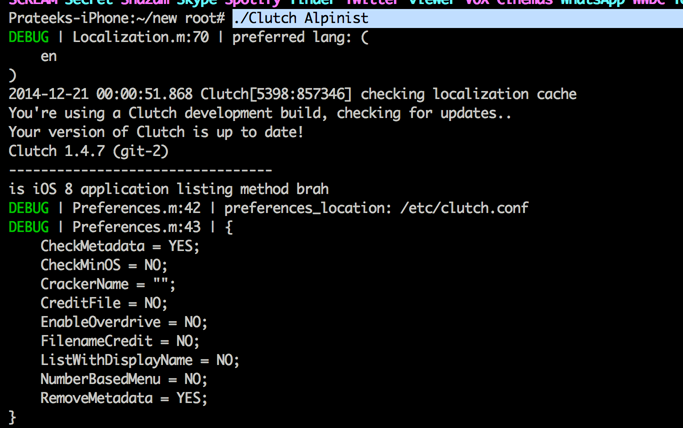 SCREAM Secret Shazam Skype Spotify Tinder Twitter Viewer VOX Cinemas WhatsApp WWDC
Prateeks-iPhone:~/new root# ./Clutch Alpinist
DEBUG | Localization.m:70 | preferred lang: (
en
)
2014-12-21 00:00:51.868 Clutch[5398:857346] checking localization cache
You're using a Clutch development build, checking for updates..
Your version of Clutch is up to date!
Clutch 1.4.7 (git-2)
---------------------------------
is iOS 8 application listing method brah
DEBUG | Preferences.m:42 | preferences_location: /etc/clutch.conf
DEBUG | Preferences.m:43 | {
CheckMetadata = YES;
CheckMinOS = NO;
CrackerName = "";
CreditFile = NO;
EnableOverdrive = NO;
FilenameCredit = NO;
ListWithDisplayName = NO;
NumberBasedMenu = NO;
RemoveMetadata = YES;
}